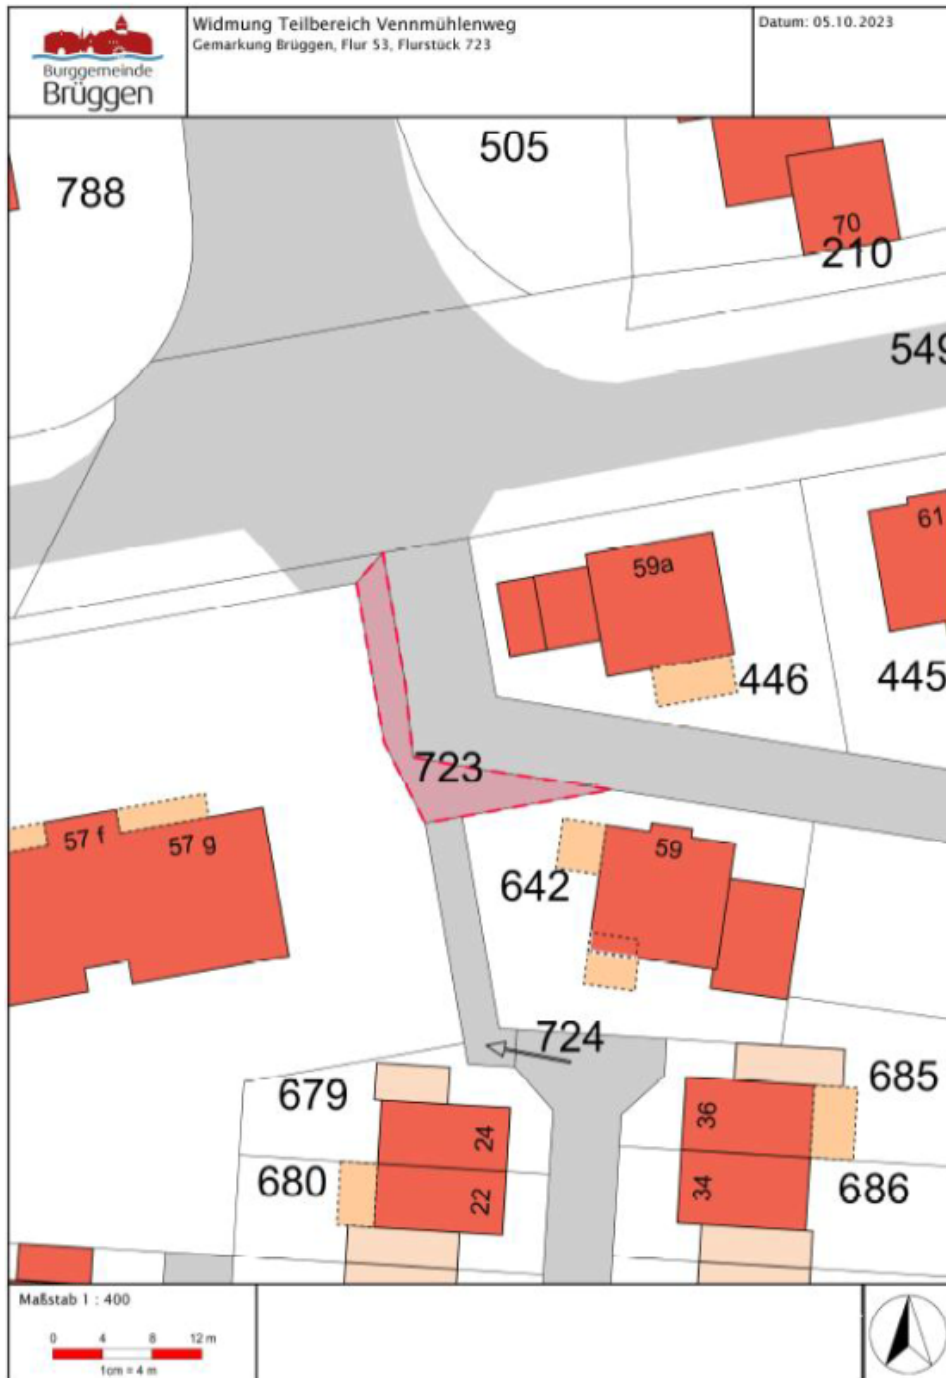 Burggemeinde
Brüggen
Widmung Teilbereich Vennmühlenweg
Gemarkung Brüggen, Flur 53, Flurstück 723
Datum: 05.10.2023
505
788
70
210
549
61
59a
446
445
723
57 f
57 g
59
642
724
679
685
36
24
680
34
22
686
Maßstab 1 : 400
0 4 8 12 m
1cm = 4 m